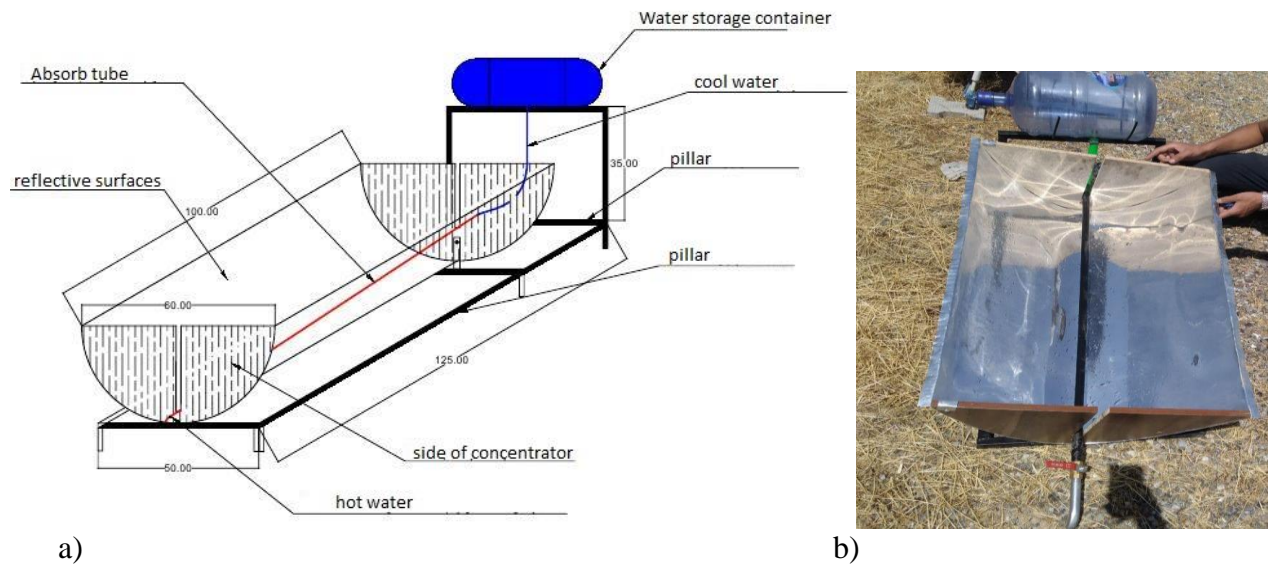 Water storage container
Absorb tube
cool water
35.00
pillar
reflective surfaces
100.00
pillar
60.00
125.00
side of concentrator
50.00
hot water
a)
b)